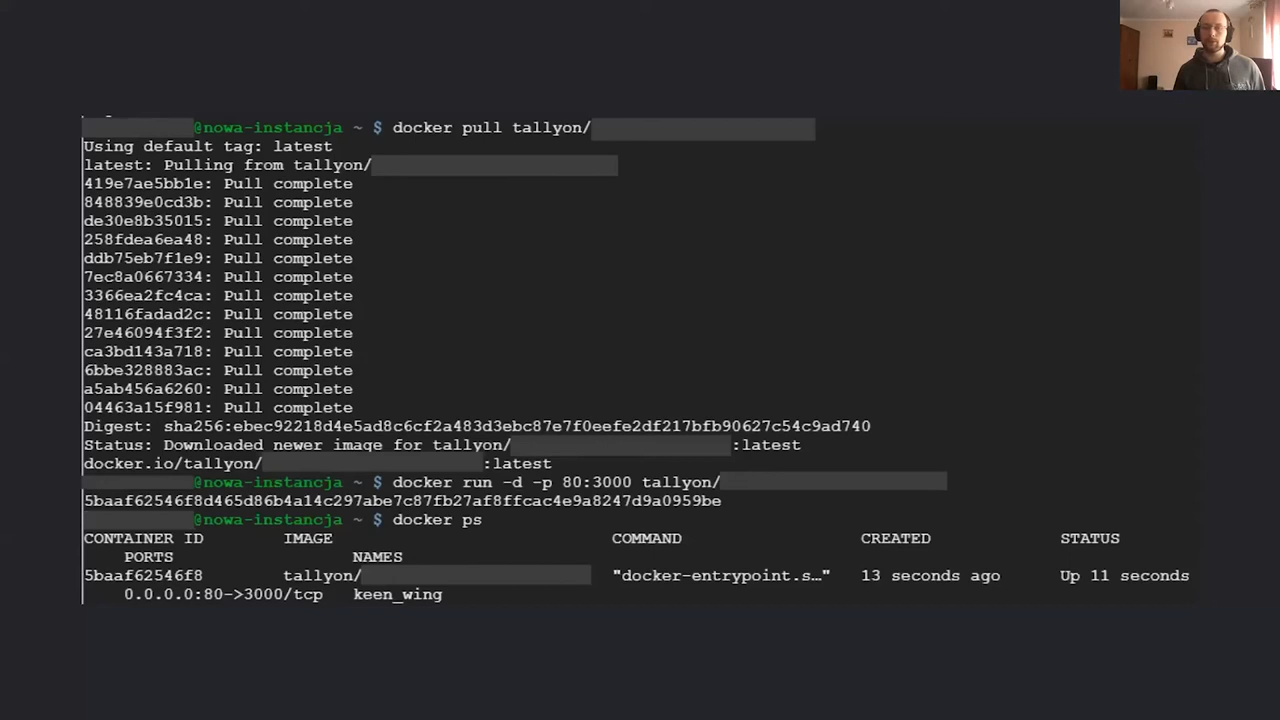 @nowa-instancja ~ $ docker pull tallyon/
Using default tag: latest
latest: Pulling from tallyon/
419e7ae5bb1e: Pull complete
848839e0cd3b: Pull complete
de30e8b35015: Pull complete
258fdea6ea48: Pull complete
ddb75eb7f1e9: Pull complete
7ec8a0667334: Pull complete
3366ea2fc4ca: Pull complete
48116fadad2c: Pull complete
27e46094f3f2: Pull complete
ca3bd143a718: Pull complete
6bbe328883ac: Pull complete
a5ab456a6260: Pull complete
04463a15f981: Pull complete
Digest: sha256:ebec92218d4e5ad8c6cf2a483d3ebc87e7f0eefe2df217bfb90627c54c9ad740
Status: Downloaded newer image for tallyon/ :latest
docker.io/tallyon/ :latest
@nowa-instancja ~ $ docker run -d -p 80:3000 tallyon/
5baaf62546f8d465d86b4a14c297abe7c87fb27af8ffcac4e9a8247d9a0959be
@nowa-instancja ~ $ docker ps
CONTAINER ID IMAGE COMMAND CREATED STATUS
PORTS NAMES
5baaf62546f8 tallyon/ "docker-entrypoint.s…" 13 seconds ago Up 11 seconds
0.0.0.0:80->3000/tcp keen_wing